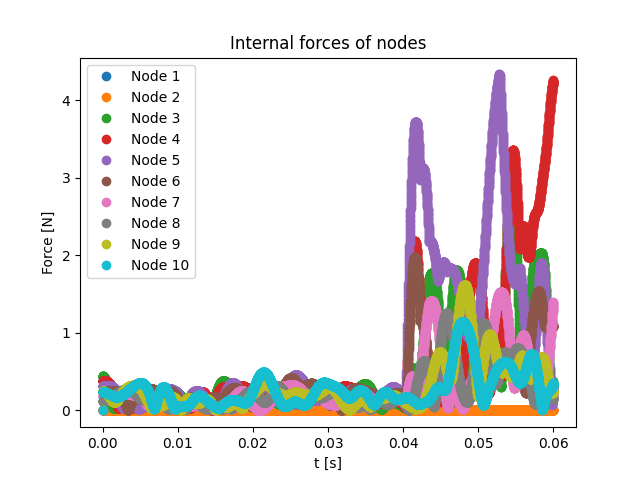 Internal forces of nodes
Force [N]
4
3
2
1
0
Node 1
Node 2
Node 3
Node 4
Node 5
Node 6
Node 7
Node 8
Node 9
Node 10
0.00 0.01 0.02 0.03 0.04 0.05 0.06
t [s]